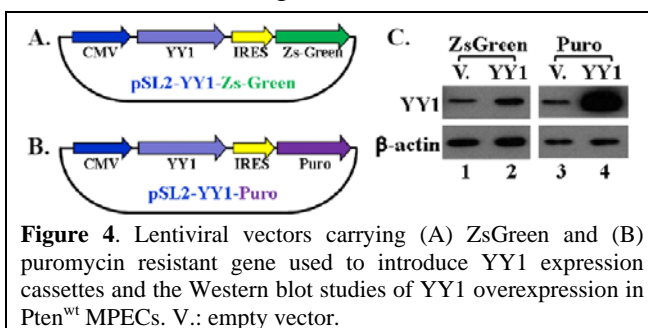 A.
CMV YY1 IRES Zs-Green
pSL2-YY1-Zs-Green
B.
CMV YY1 IRES Puro
pSL2-YY1-Puro
C.
ZsGreen Puro
V. YY1 V. YY1
YY1
β-actin
1 2 3 4
Figure 4. Lentiviral vectors carrying (A) ZsGreen and (B)
puromycin resistant gene used to introduce YY1 expression
cassettes and the Western blot studies of YY1 overexpression in
Ptenwt MPECs. V.: empty vector.